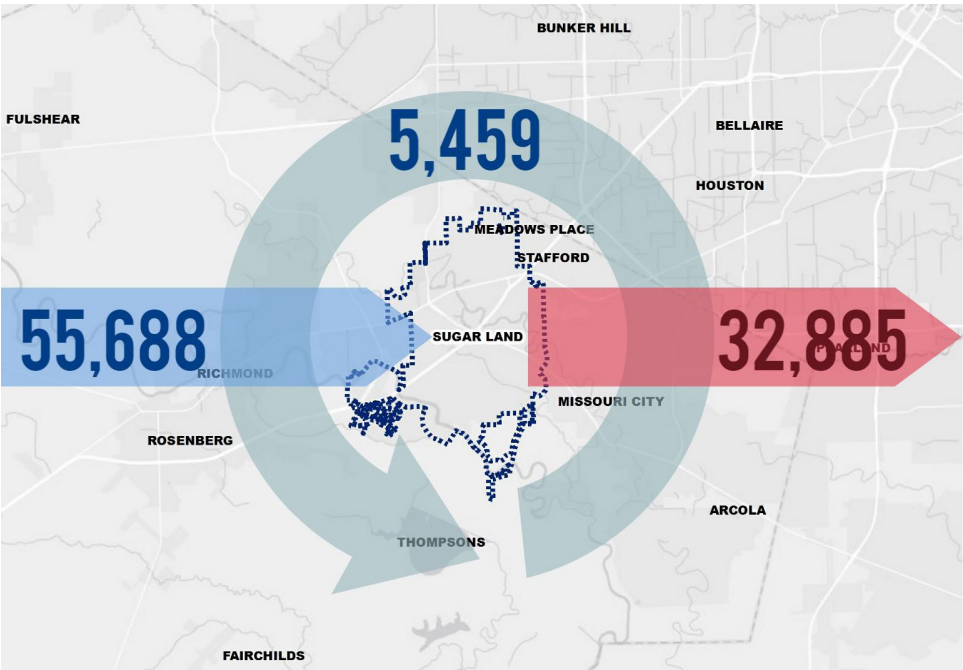 BUNKER HILL
FULSHEAR
5,459
BELLAIRE
HOUSTON
MEADOWS PLACE
STAFFORD
55,688
SUGAR LAND
32,885
PEARLAND
RICHMOND
MISSOURI CITY
ROSENBERG
ARCOLA
THOMPSONS
FAIRCHILDS